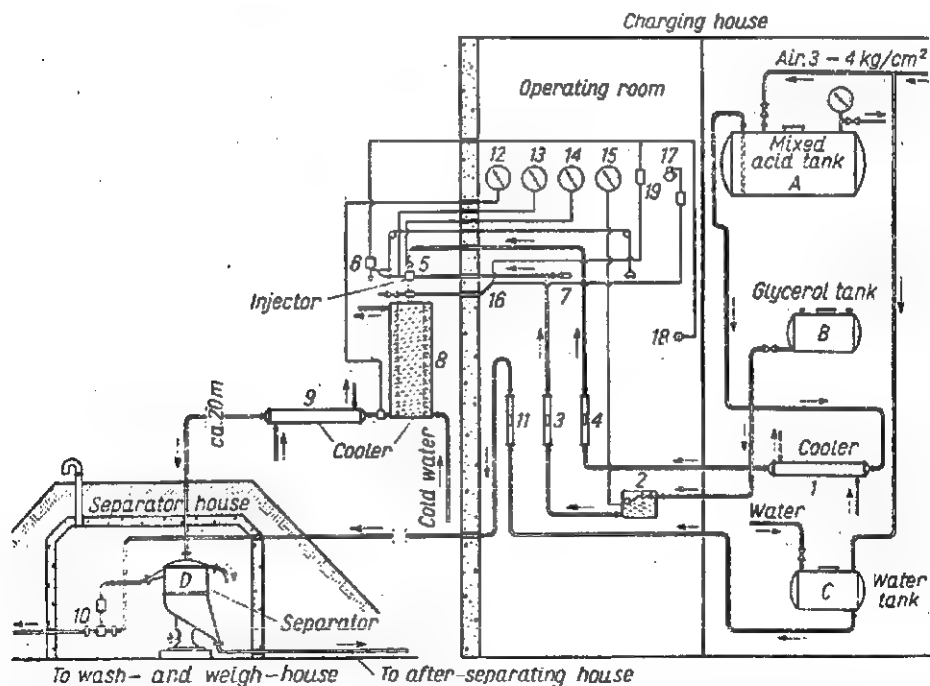 Charging house
Air. 3 – 4 kg/cm²
Operating room
Mixed
acid tank
A
12 13 14 15 17
19
6 5
Injector
16 7
18
Glycerol tank
B
8
9
ca. 20 m
Cooler
Cold water
11 3 4
Cooler
1
2
Water
C
Water
tank
Separator house
D
10
Separator
To wash– and weigh–house
To after–separating house